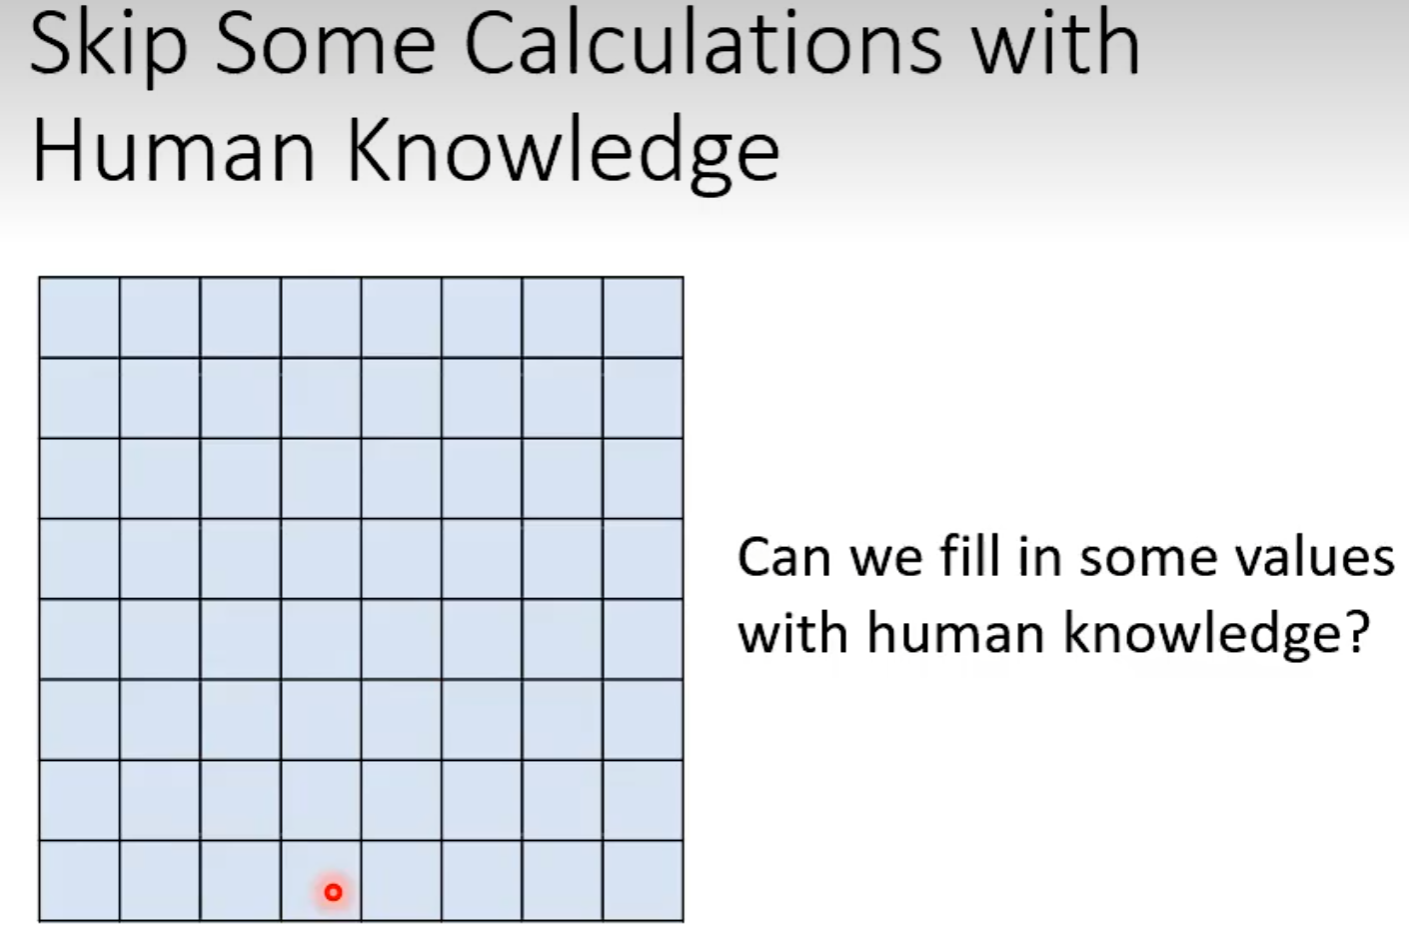 Skip Some Calculations with
Human Knowledge
Can we fill in some values
with human knowledge?